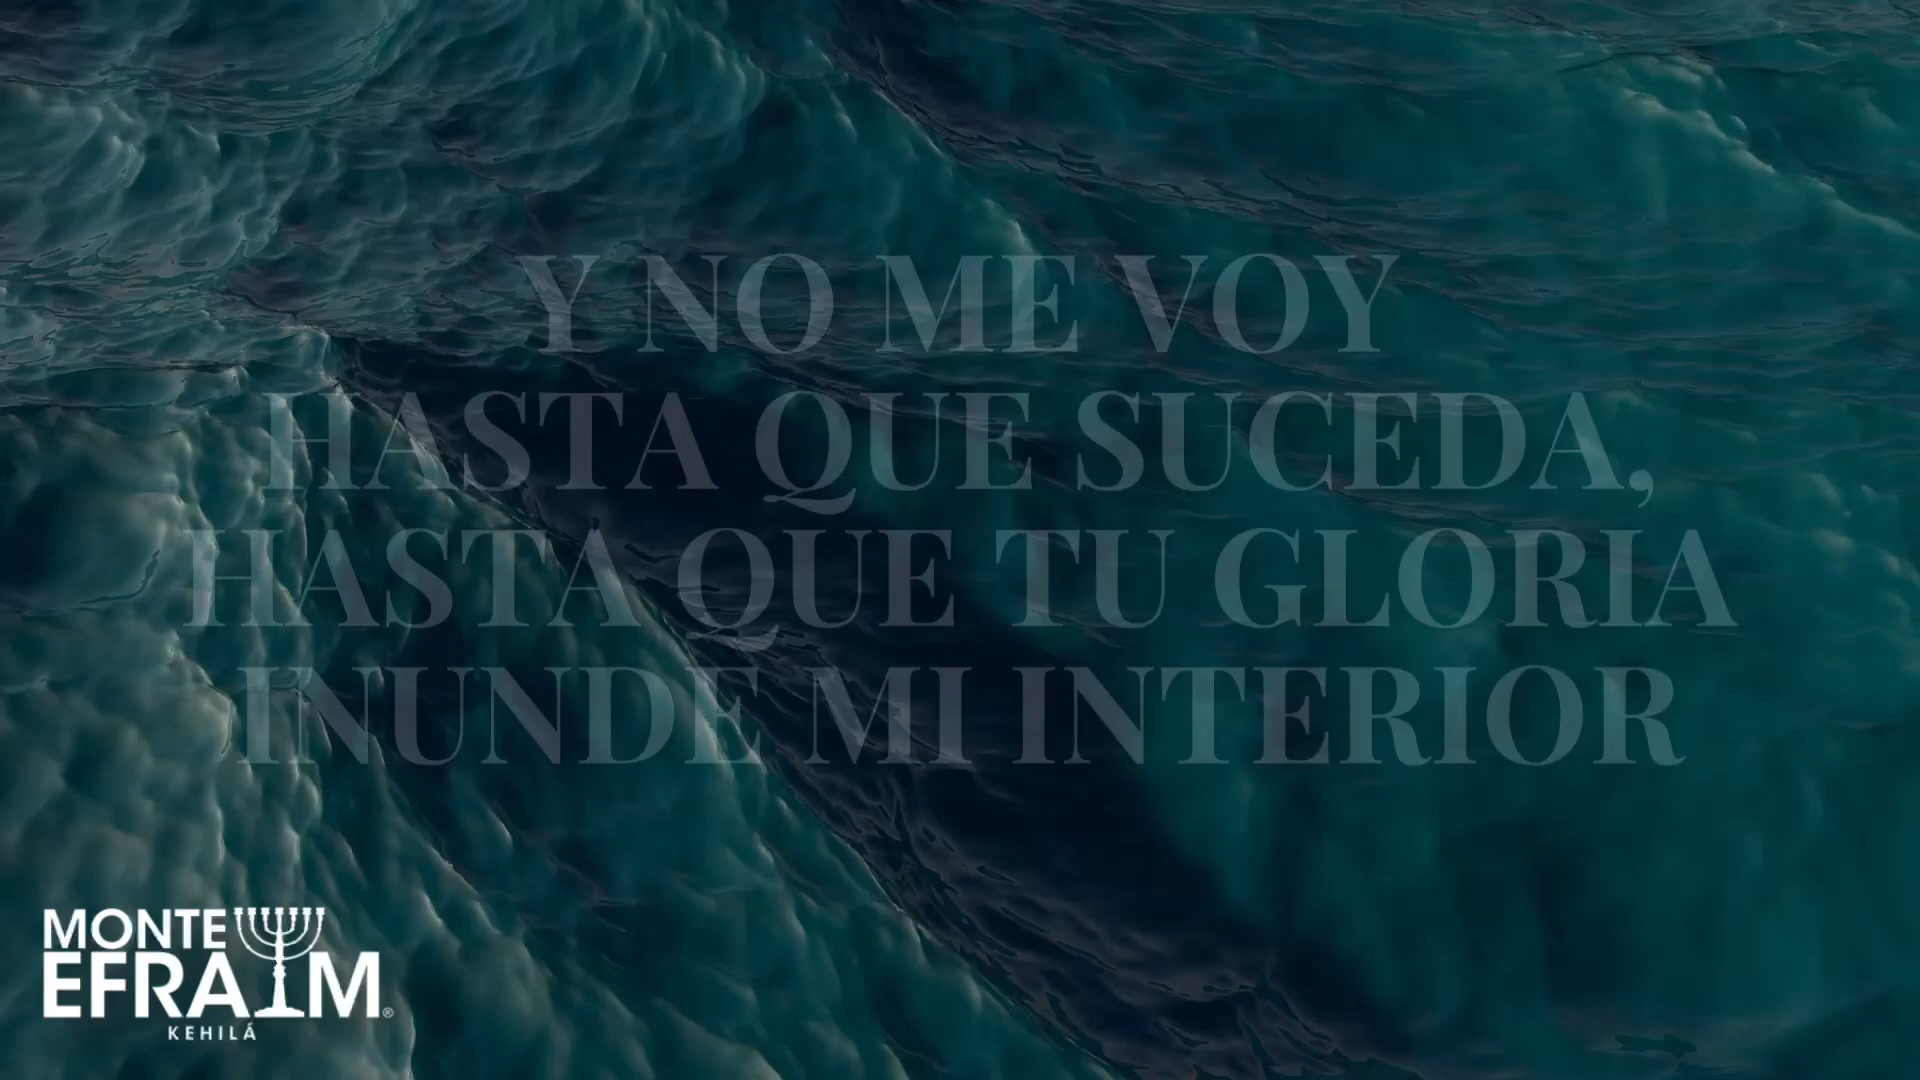 Y NO ME VOY
HASTA QUE SUCEDA,
HASTA QUE TU GLORIA
INUNDE MI INTERIOR
MONTE
EFRAIM®
KEHILÁ